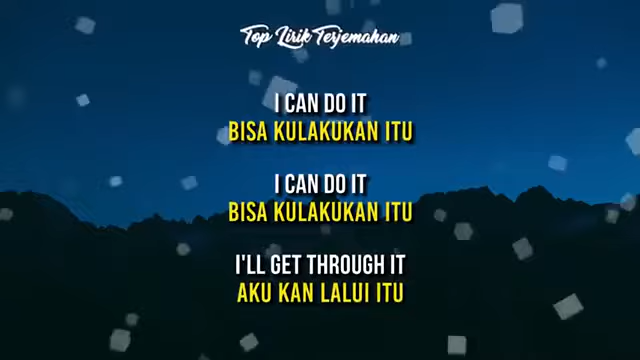 Top Lirik Terjemahan
I CAN DO IT
BISA KULAKUKAN ITU
I CAN DO IT
BISA KULAKUKAN ITU
I'LL GET THROUGH IT
AKU KAN LALUI ITU